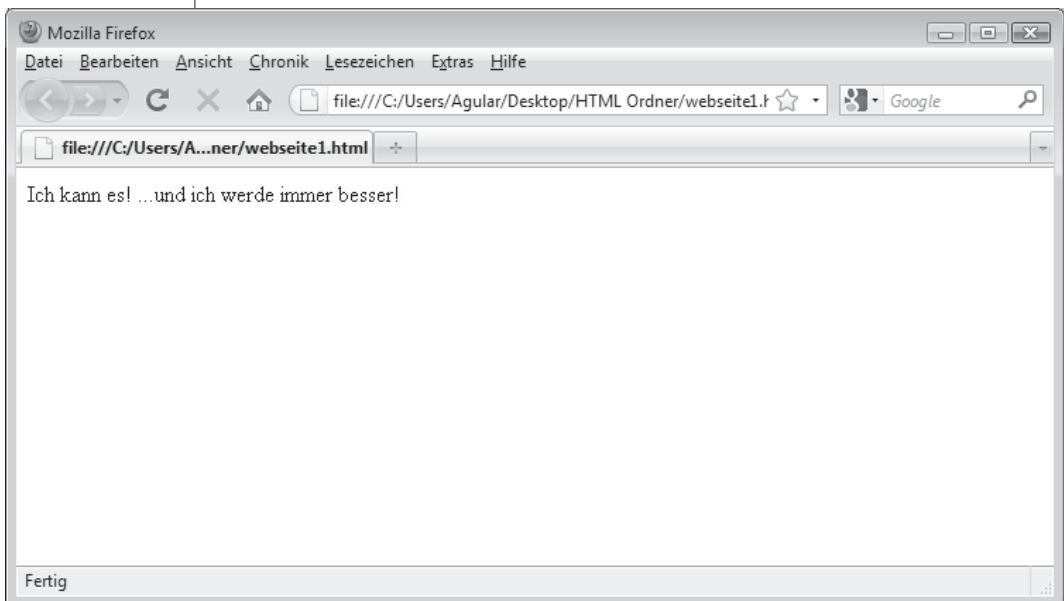 Mozilla Firefox
Datei Bearbeiten Ansicht Chronik Lesezeichen Extras Hilfe
file:///C:/Users/Agular/Desktop/HTML Ordner/webseite1.h Google
file:///C:/Users/A...ner/webseite1.html
Ich kann es! ...und ich werde immer besser!
Fertig